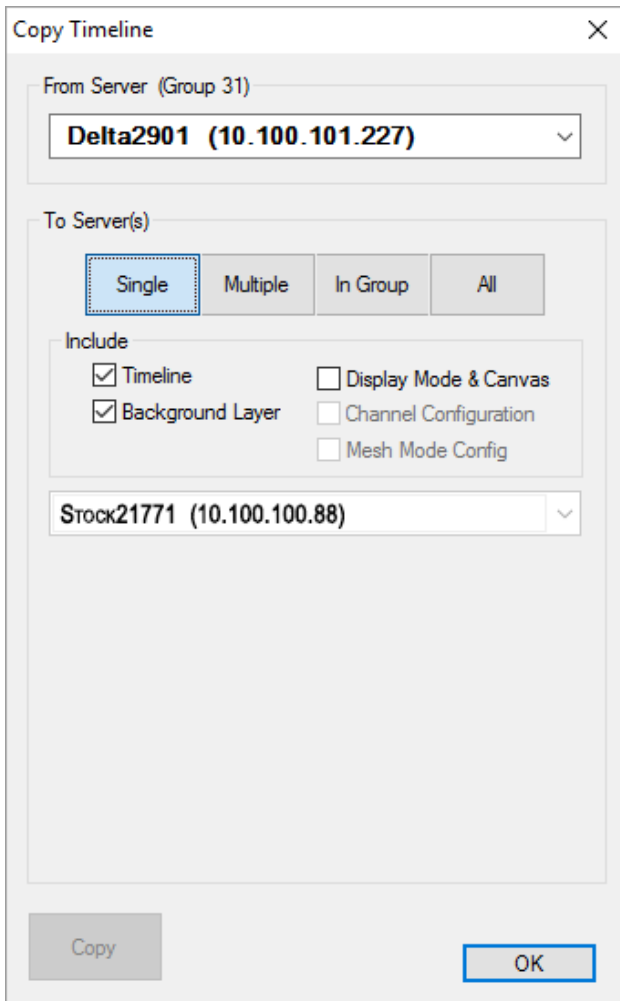 Copy Timeline
From Server (Group 31)
Delta2901 (10.100.101.227)
To Server(s)
Single Multiple In Group All
Include
Timeline
Display Mode & Canvas
Background Layer
Channel Configuration
Mesh Mode Config
Stock21771 (10.100.100.88)
Copy
OK